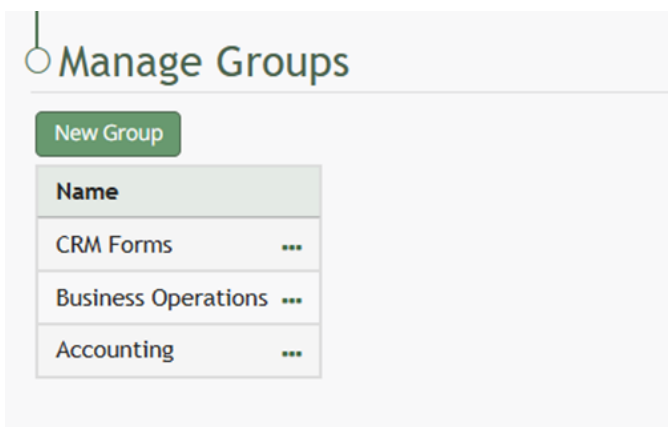 Manage Groups
New Group
Name
CRM Forms
Business Operations
Accounting